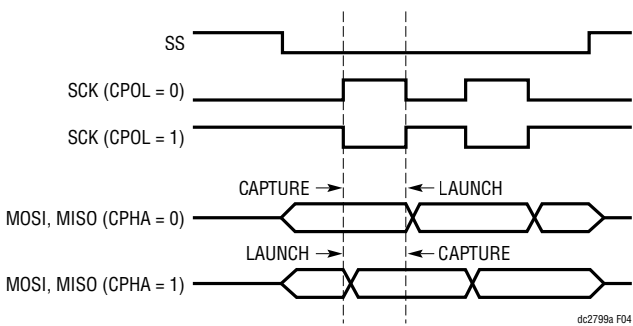 SS
SCK (CPOL = 0)
SCK (CPOL = 1)
CAPTURE
LAUNCH
MOSI, MISO (CPHA = 0)
LAUNCH
CAPTURE
MOSI, MISO (CPHA = 1)
dc2799a F04